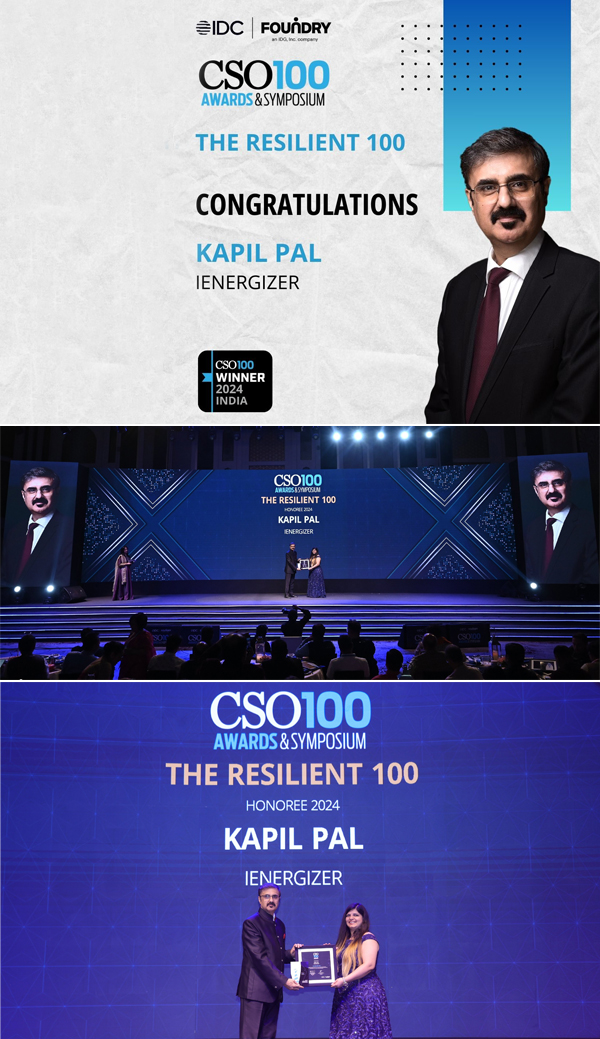 IDC | FOUNDRY
an IDG, Inc. company
CSO100
AWARDS & SYMPOSIUM
THE RESILIENT 100
CONGRATULATIONS
KAPIL PAL
IENERGIZER
CSO100
WINNER
2024
INDIA
CSO100
AWARDS & SYMPOSIUM
THE RESILIENT 100
HONOREE 2024
KAPIL PAL
IENERGIZER
CSO100
CSO100
CSO100
AWARDS & SYMPOSIUM
THE RESILIENT 100
HONOREE 2024
KAPIL PAL
IENERGIZER